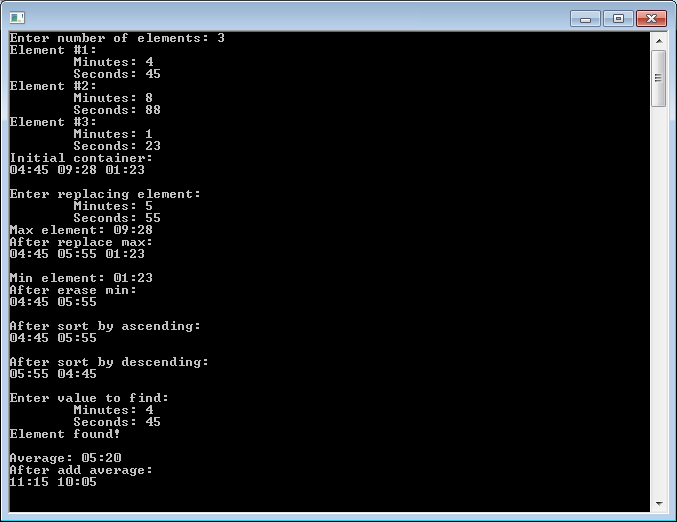 Enter number of elements: 3
Element #1:
Minutes: 4
Seconds: 45
Element #2:
Minutes: 8
Seconds: 88
Element #3:
Minutes: 1
Seconds: 23
Initial container:
04:45 09:28 01:23
Enter replacing element:
Minutes: 5
Seconds: 55
Max element: 09:28
After replace max:
04:45 05:55 01:23
Min element: 01:23
After erase min:
04:45 05:55
After sort by ascending:
04:45 05:55
After sort by descending:
05:55 04:45
Enter value to find:
Minutes: 4
Seconds: 45
Element found!
Average: 05:20
After add average:
11:15 10:05